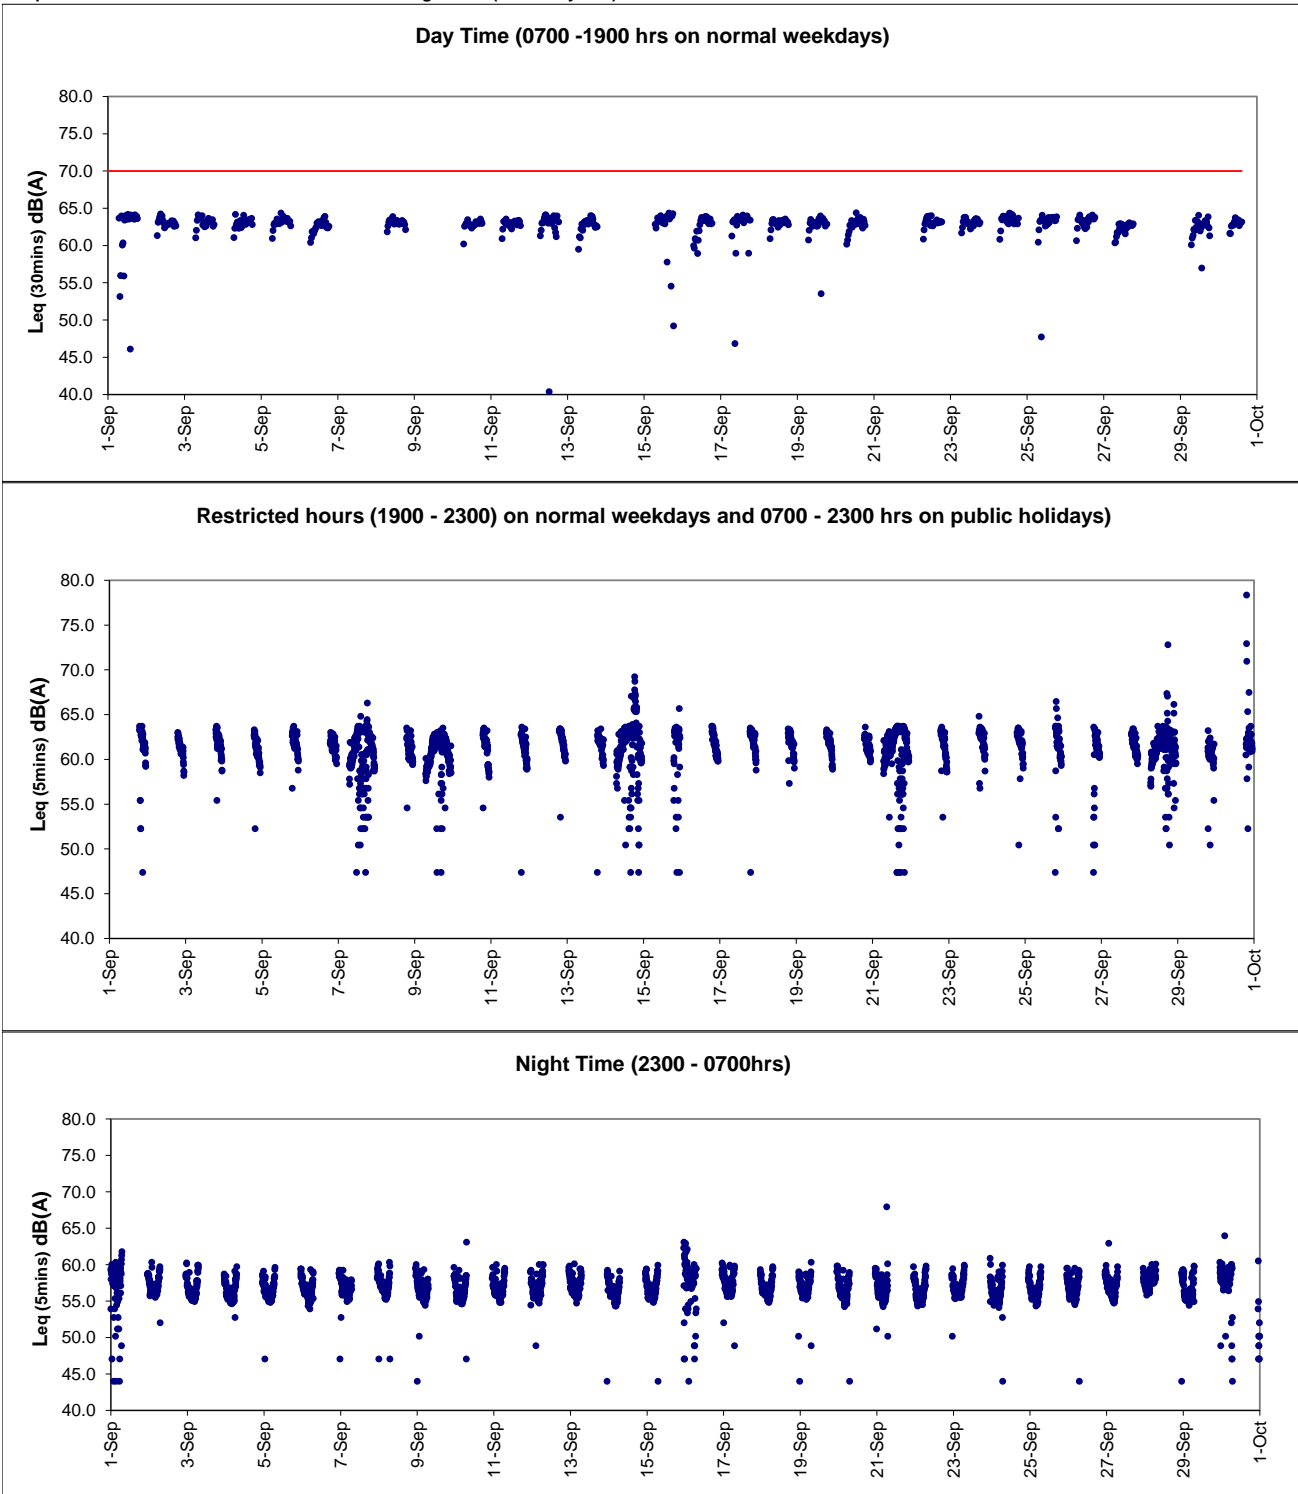 Day Time (0700 -1900 hrs on normal weekdays)
80.0
75.0
70.0
65.0
60.0
55.0
50.0
45.0
40.0
Leq (30mins) dB(A)
1-Sep
3-Sep
5-Sep
7-Sep
9-Sep
11-Sep
13-Sep
15-Sep
17-Sep
19-Sep
21-Sep
23-Sep
25-Sep
27-Sep
29-Sep
1-Oct
Restricted hours (1900 - 2300) on normal weekdays and 0700 - 2300 hrs on public holidays)
80.0
75.0
70.0
65.0
60.0
55.0
50.0
45.0
40.0
Leq (5mins) dB(A)
1-Sep
3-Sep
5-Sep
7-Sep
9-Sep
11-Sep
13-Sep
15-Sep
17-Sep
19-Sep
21-Sep
23-Sep
25-Sep
27-Sep
29-Sep
1-Oct
Night Time (2300 - 0700hrs)
80.0
75.0
70.0
65.0
60.0
55.0
50.0
45.0
40.0
Leq (5mins) dB(A)
1-Sep
3-Sep
5-Sep
7-Sep
9-Sep
11-Sep
13-Sep
15-Sep
17-Sep
19-Sep
21-Sep
23-Sep
25-Sep
27-Sep
29-Sep
1-Oct